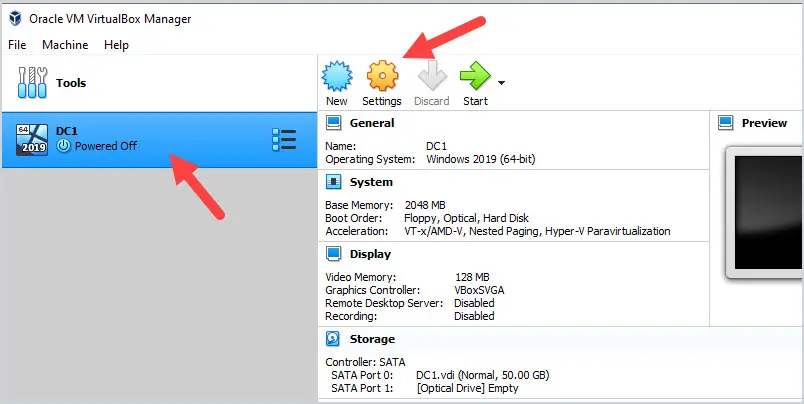 Oracle VM VirtualBox Manager
File Machine Help
Tools
New Settings Discard Start
64
2019
DC1
Powered Off
General
Name: DC1
Operating System: Windows 2019 (64-bit)
System
Base Memory: 2048 MB
Boot Order: Floppy, Optical, Hard Disk
Acceleration: VT-x/AMD-V, Nested Paging, Hyper-V Paravirtualization
Display
Video Memory: 128 MB
Graphics Controller: VBoxSVGA
Remote Desktop Server: Disabled
Recording: Disabled
Storage
Controller: SATA
SATA Port 0: DC1.vdi (Normal, 50.00 GB)
SATA Port 1: [Optical Drive] Empty
Preview